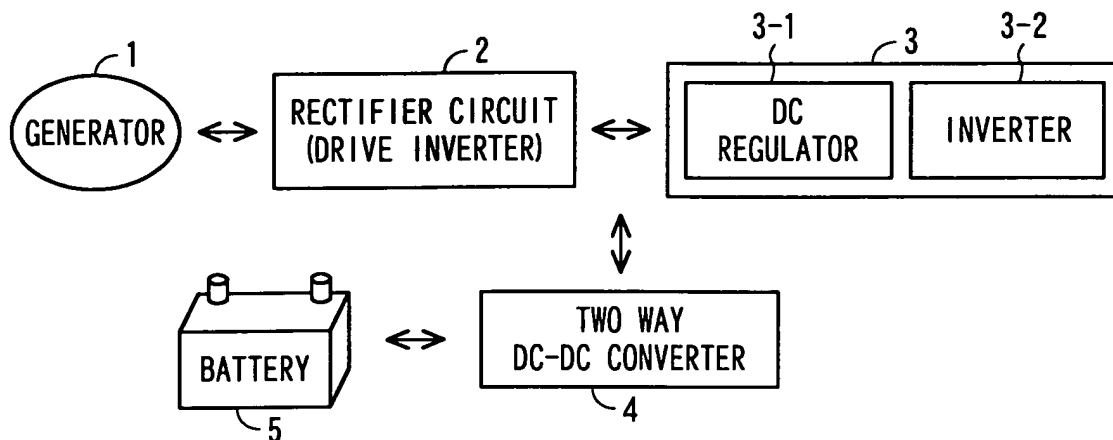 1
2
3-1
3
3-2
GENERATOR
RECTIFIER CIRCUIT
(DRIVE INVERTER)
DC
REGULATOR
INVERTER
BATTERY
5
TWO WAY
DC-DC CONVERTER
4